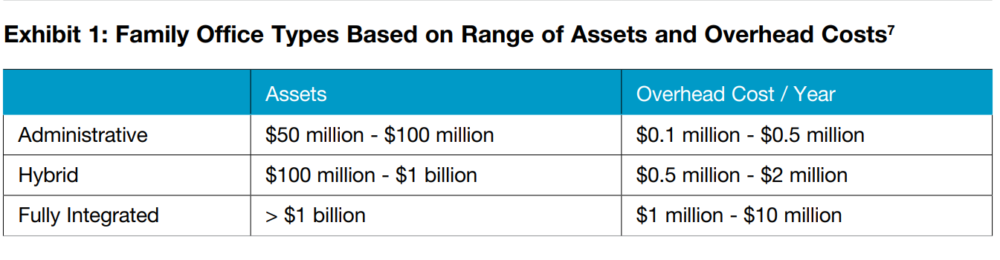 Exhibit 1: Family Office Types Based on Range of Assets and Overhead Costs⁷
Assets Overhead Cost / Year
Administrative $50 million - $100 million $0.1 million - $0.5 million
Hybrid $100 million - $1 billion $0.5 million - $2 million
Fully Integrated > $1 billion $1 million - $10 million